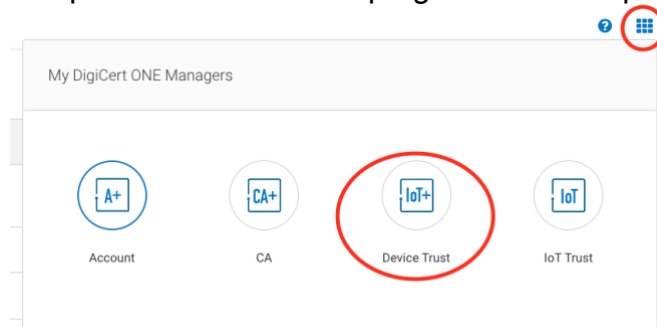 ?
My DigiCert ONE Managers
A+
CA+
IoT+
IoT
Account
CA
Device Trust
IoT Trust